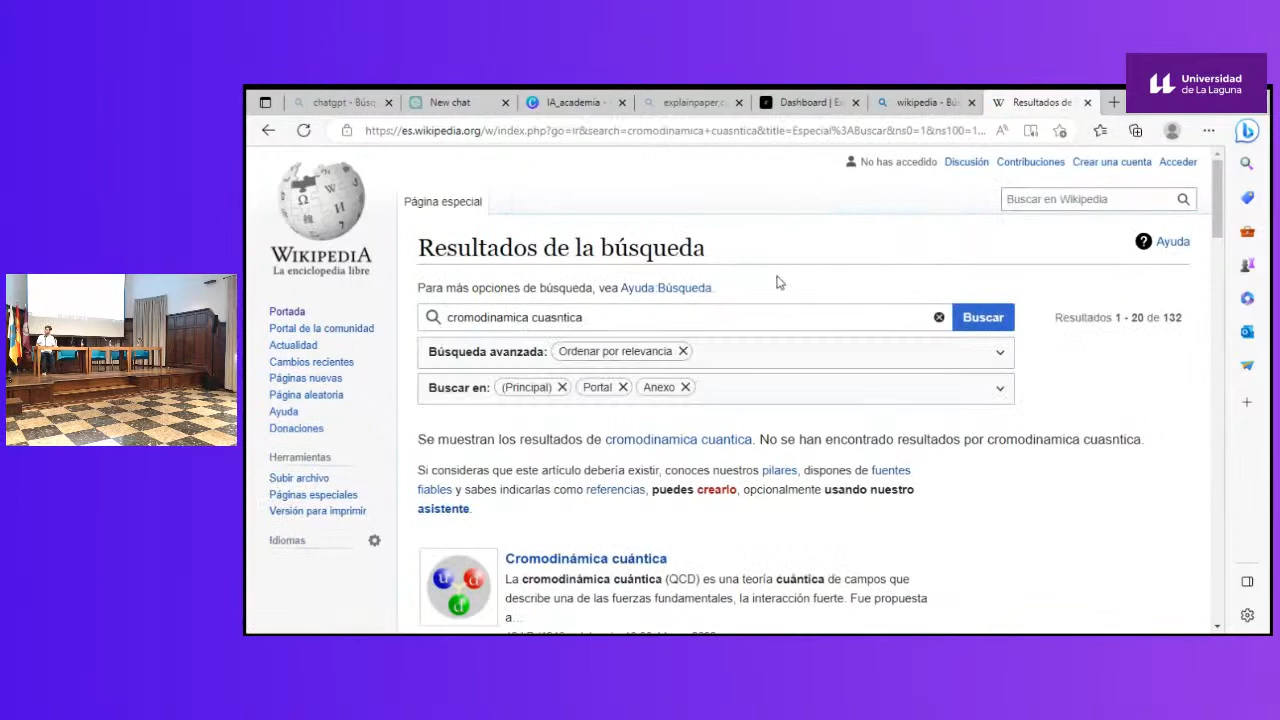 Universidad
de La Laguna
chatgpt - Búsq
New chat
IA_academia -
explainpaper.c
Dashboard | E
wikipedia - Bús
Resultados de
https://es.wikipedia.org/w/index.php?go=Ir&search=cromodinamica+cuasntica&title=Especial%3ABuscar&ns0=1&ns100=1...
No has accedido Discusión Contribuciones Crear una cuenta Acceder
Página especial
Buscar en Wikipedia
WIKIPEDIA
La enciclopedia libre
Portada
Portal de la comunidad
Actualidad
Cambios recientes
Páginas nuevas
Página aleatoria
Ayuda
Donaciones
Herramientas
Subir archivo
Páginas especiales
Versión para imprimir
Idiomas
Resultados de la búsqueda
Ayuda
Para más opciones de búsqueda, vea Ayuda:Búsqueda.
cromodinamica cuasntica
Buscar
Resultados 1 - 20 de 132
Búsqueda avanzada: Ordenar por relevancia
Buscar en: (Principal) Portal Anexo
Se muestran los resultados de cromodinamica cuantica. No se han encontrado resultados por cromodinamica cuasntica.
Si consideras que este artículo debería existir, conoces nuestros pilares, dispones de fuentes
fiables y sabes indicarlas como referencias, puedes crearlo, opcionalmente usando nuestro
asistente.
Cromodinámica cuántica
La cromodinámica cuántica (QCD) es una teoría cuántica de campos que
describe una de las fuerzas fundamentales, la interacción fuerte. Fue propuesta
a...